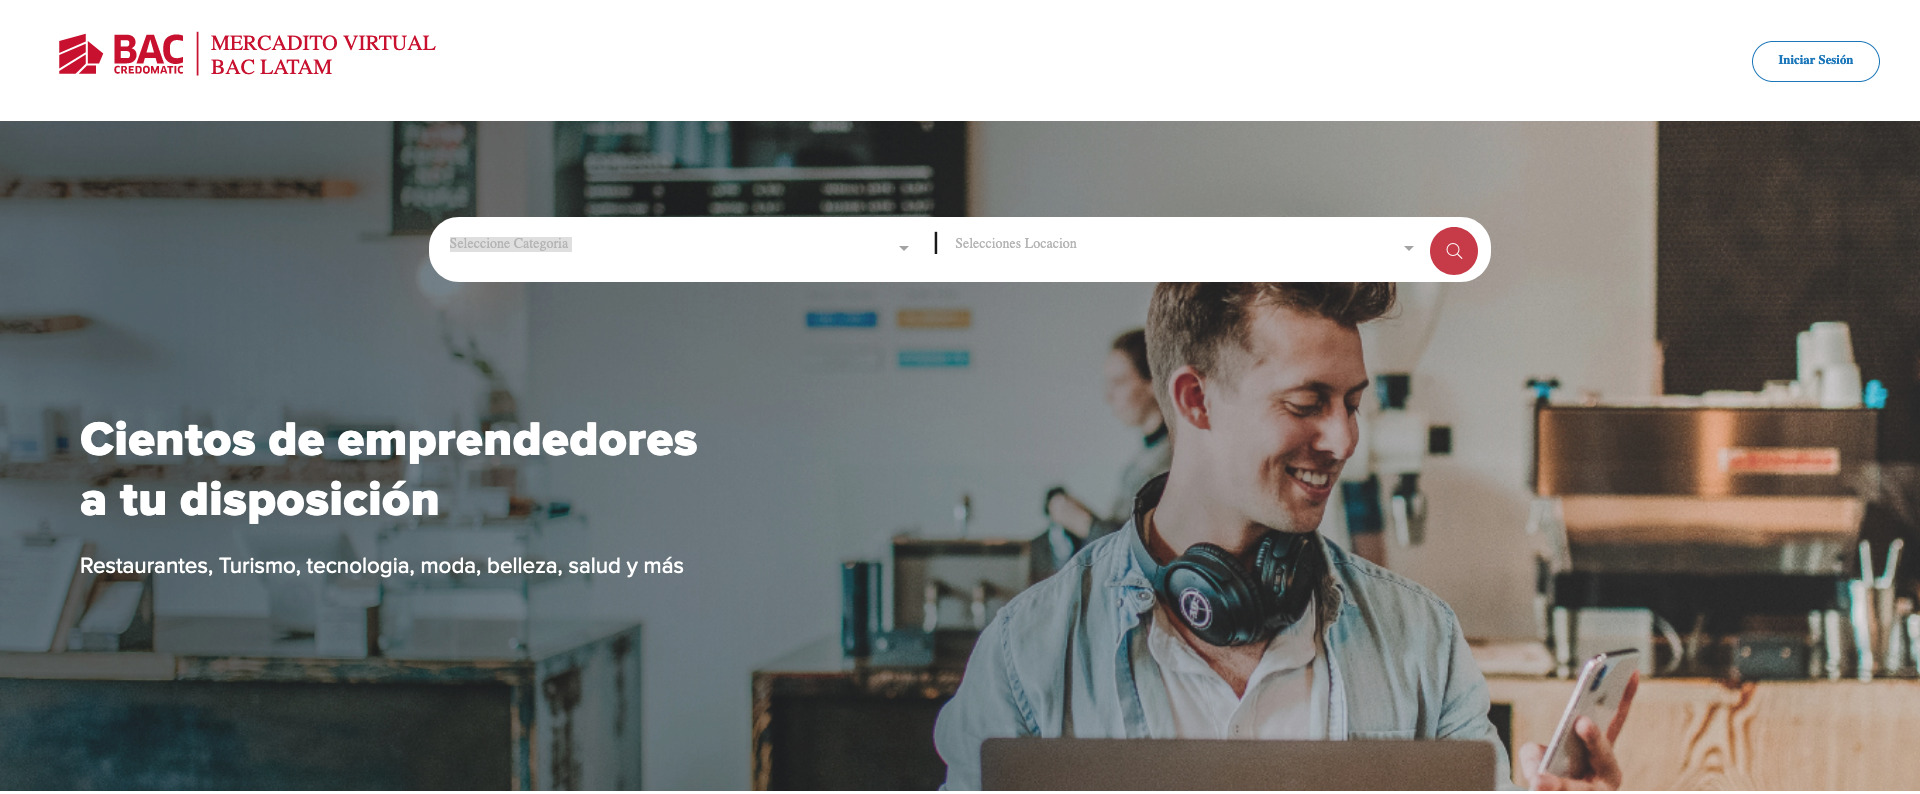 BAC
CREDOMATIC
MERCADITO VIRTUAL
BAC LATAM
Iniciar Sesión
Seleccione Categoria
Selecciones Locacion
Cientos de emprendedores
a tu disposición
Restaurantes, Turismo, tecnologia, moda, belleza, salud y más